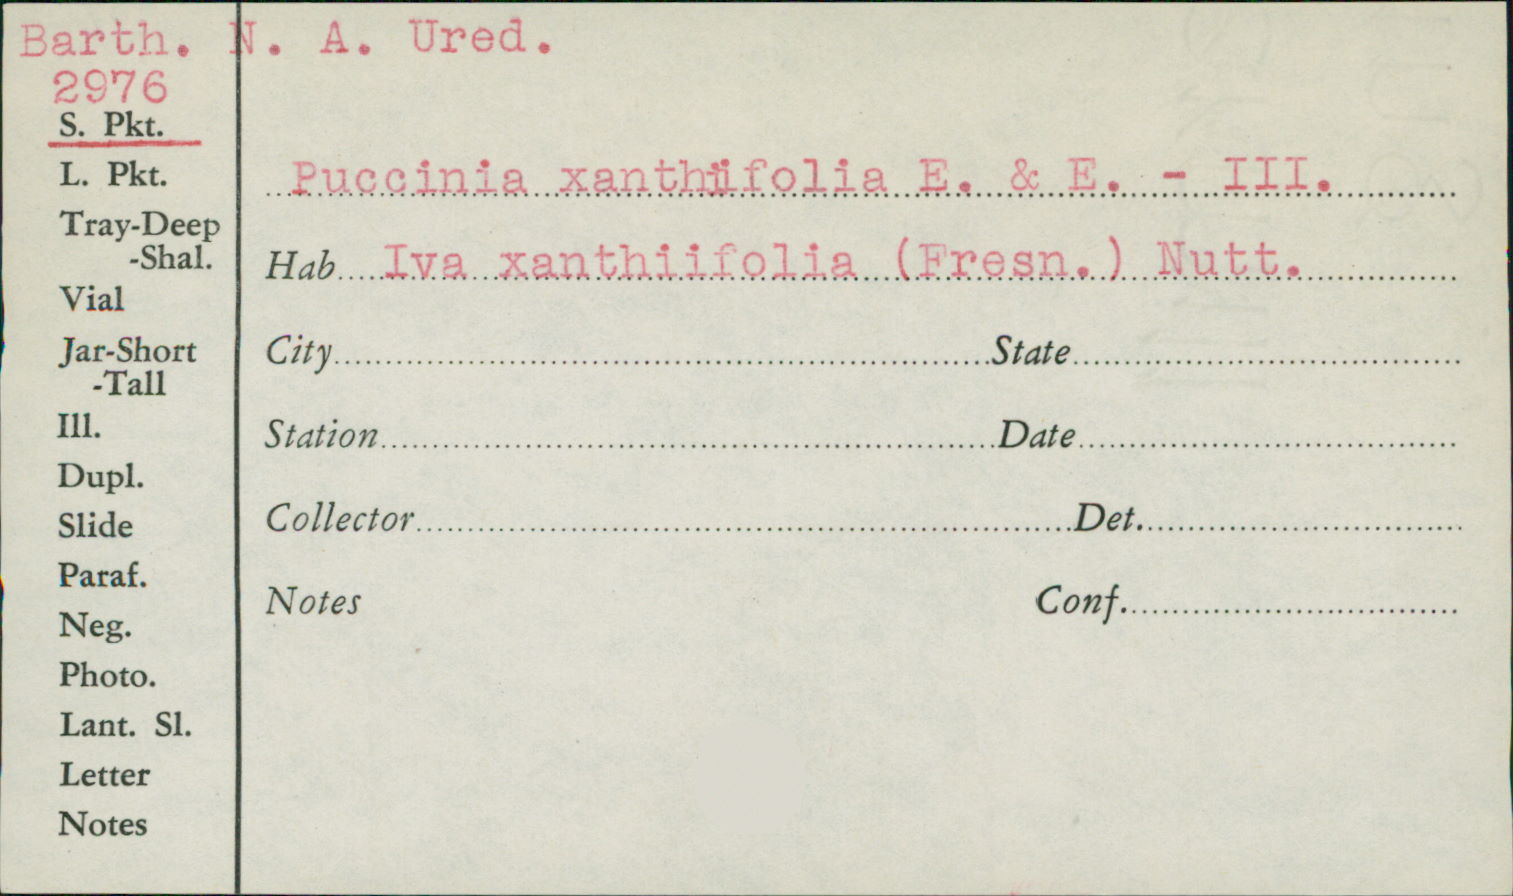 Barth. N. A. Ured.
2976
S. Pkt.
L. Pkt.
Tray-Deep
-Shal.
Vial
Jar-Short
-Tall
Ill.
Dupl.
Slide
Paraf.
Neg.
Photo.
Lant. Sl.
Letter
Notes
Puccinia xanthiifolia E. & E. - III.
Hab. Iva xanthiifolia (Fresn.) Nutt.
City State
Station Date
Collector Det.
Notes Conf.